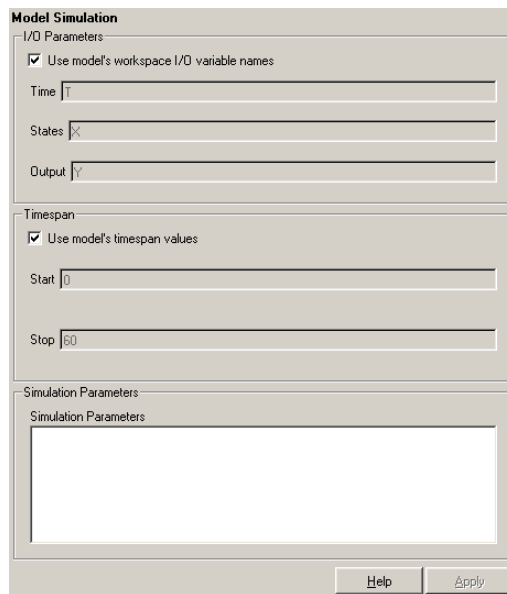 Model Simulation
I/O Parameters
Use model's workspace I/O variable names
Time T
States X
Output Y
Timespan
Use model's timespan values
Start 0
Stop 60
Simulation Parameters
Simulation Parameters
Help Apply